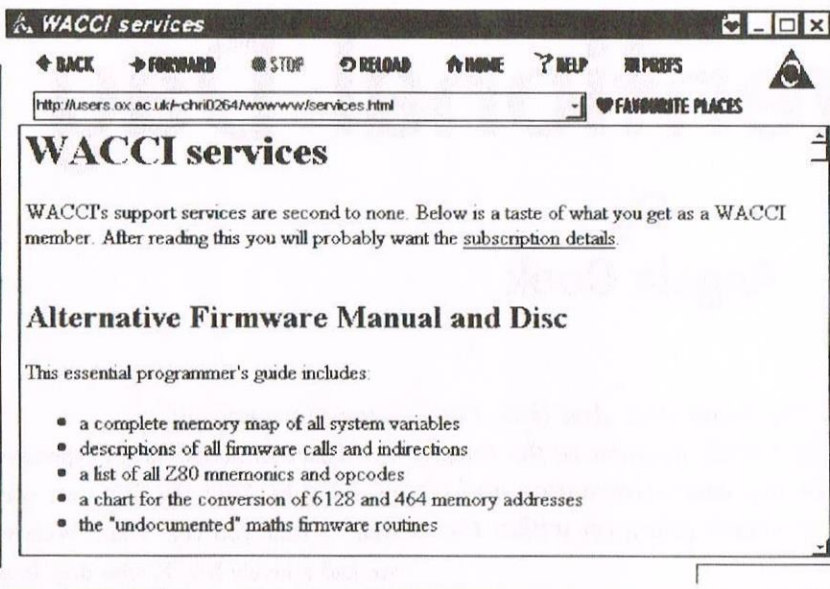 WACCI services
BACK FORWARD STOP RELOAD HOME ? HELP PREFS
http://users.ox.ac.uk/~chri0264/wowww/services.html FAVOURITE PLACES
WACCI services
WACCI's support services are second to none. Below is a taste of what you get as a WACCI
member. After reading this you will probably want the subscription details.
Alternative Firmware Manual and Disc
This essential programmer's guide includes:
• a complete memory map of all system variables
• descriptions of all firmware calls and indirections
• a list of all Z80 mnemonics and opcodes
• a chart for the conversion of 6128 and 464 memory addresses
• the "undocumented" maths firmware routines